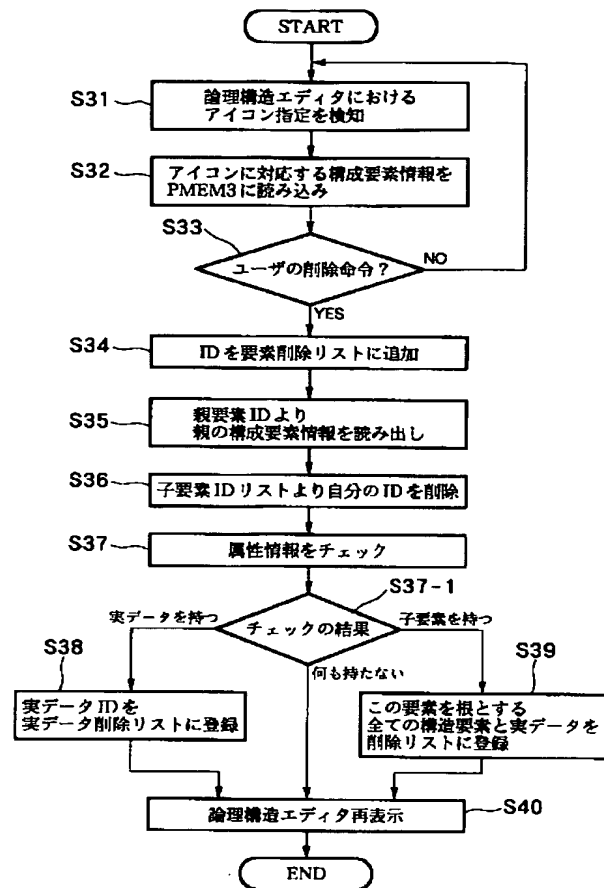 START
S31
論理構造エディタにおける
アイコン指定を検知
S32
アイコンに対応する構成要素情報を
PMEM3に読み込み
S33
ユーザの削除命令？
NO
YES
S34
IDを要素削除リストに追加
S35
親要素IDより
親の構成要素情報を読み出し
S36
子要素IDリストより自分のIDを削除
S37
属性情報をチェック
S37-1
実データを持つ
チェックの結果
子要素を持つ
何も持たない
S38
実データIDを
実データ削除リストに登録
S39
この要素を根とする
全ての構造要素と実データを
削除リストに登録
論理構造エディタ再表示
S40
END